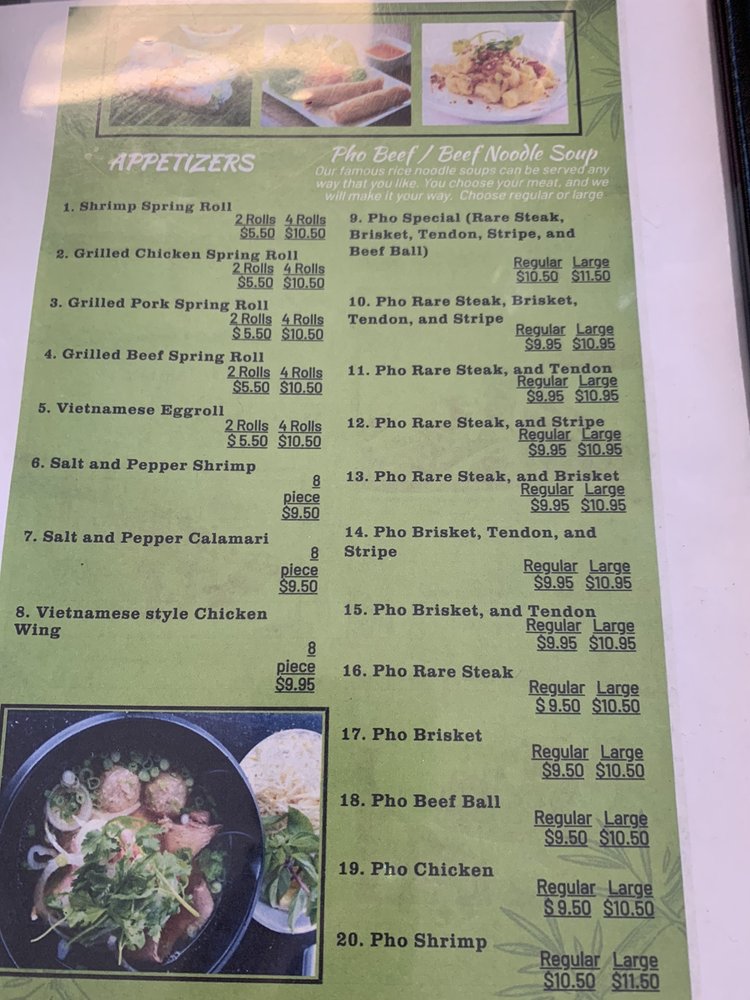 APPETIZERS
1. Shrimp Spring Roll
2 Rolls 4 Rolls
$5.50 $10.50
2. Grilled Chicken Spring Roll
2 Rolls 4 Rolls
$5.50 $10.50
3. Grilled Pork Spring Roll
2 Rolls 4 Rolls
$ 5.50 $10.50
4. Grilled Beef Spring Roll
2 Rolls 4 Rolls
$5.50 $10.50
5. Vietnamese Eggroll
2 Rolls 4 Rolls
$ 5.50 $10.50
6. Salt and Pepper Shrimp
8
piece
$9.50
7. Salt and Pepper Calamari
8
piece
$9.50
8. Vietnamese style Chicken
Wing
8
piece
$9.95
Pho Beef / Beef Noodle Soup
Our famous rice noodle soups can be served any
way that you like. You choose your meat, and we
will make it your way. Choose regular or large
9. Pho Special (Rare Steak,
Brisket, Tendon, Stripe, and
Beef Ball)
Regular Large
$10.50 $11.50
10. Pho Rare Steak, Brisket,
Tendon, and Stripe
Regular Large
$9.95 $10.95
11. Pho Rare Steak, and Tendon
Regular Large
$9.95 $10.95
12. Pho Rare Steak, and Stripe
Regular Large
$9.95 $10.95
13. Pho Rare Steak, and Brisket
Regular Large
$9.95 $10.95
14. Pho Brisket, Tendon, and
Stripe
Regular Large
$9.95 $10.95
15. Pho Brisket, and Tendon
Regular Large
$9.95 $10.95
16. Pho Rare Steak
Regular Large
$ 9.50 $10.50
17. Pho Brisket
Regular Large
$9.50 $10.50
18. Pho Beef Ball
Regular Large
$9.50 $10.50
19. Pho Chicken
Regular Large
$ 9.50 $10.50
20. Pho Shrimp
Regular Large
$10.50 $11.50